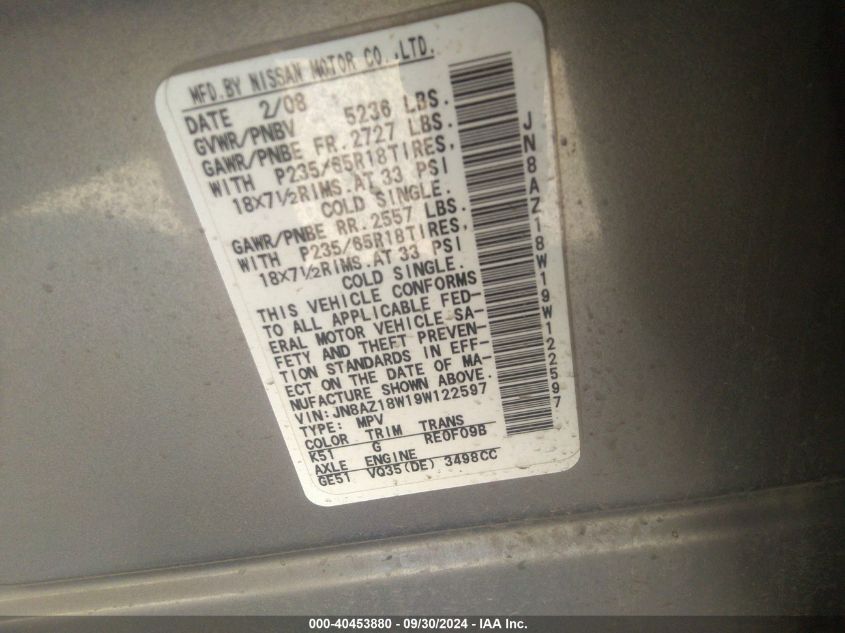 MFD.BY NISSAN MOTOR CO.,LTD.
DATE 2/08
GVWR/PNBV 5236 LBS.
GAWR/PNBE FR.2727 LBS.
WITH P235/65R18TIRES,
18X7½RIMS.AT 33 PSI
COLD SINGLE.
GAWR/PNBE RR.2557 LBS.
WITH P235/65R18TIRES,
18X7½RIMS.AT 33 PSI
COLD SINGLE.
THIS VEHICLE CONFORMS
TO ALL APPLICABLE FED-
ERAL MOTOR VEHICLE SA-
FETY AND THEFT PREVEN-
TION STANDARDS IN EFF-
ECT ON THE DATE OF MA-
NUFACTURE SHOWN ABOVE.
VIN:JN8AZ18W19W122597
TYPE: MPV
COLOR TRIM TRANS
K51 G RE0F09B
AXLE ENGINE
GE51 VQ35(DE) 3498CC
JN8AZ18W19W122597
000-40453880 - 09/30/2024 - IAA Inc.